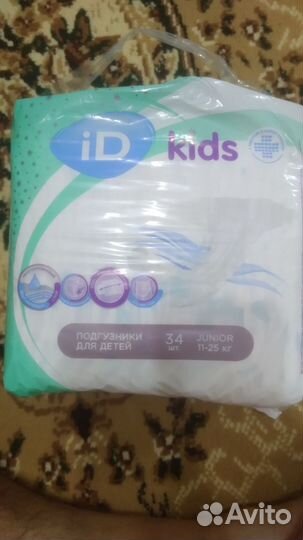 iD
kids
ПОДГУЗНИКИ
ДЛЯ ДЕТЕЙ
34
шт.
JUNIOR
11-25 кг
Avito